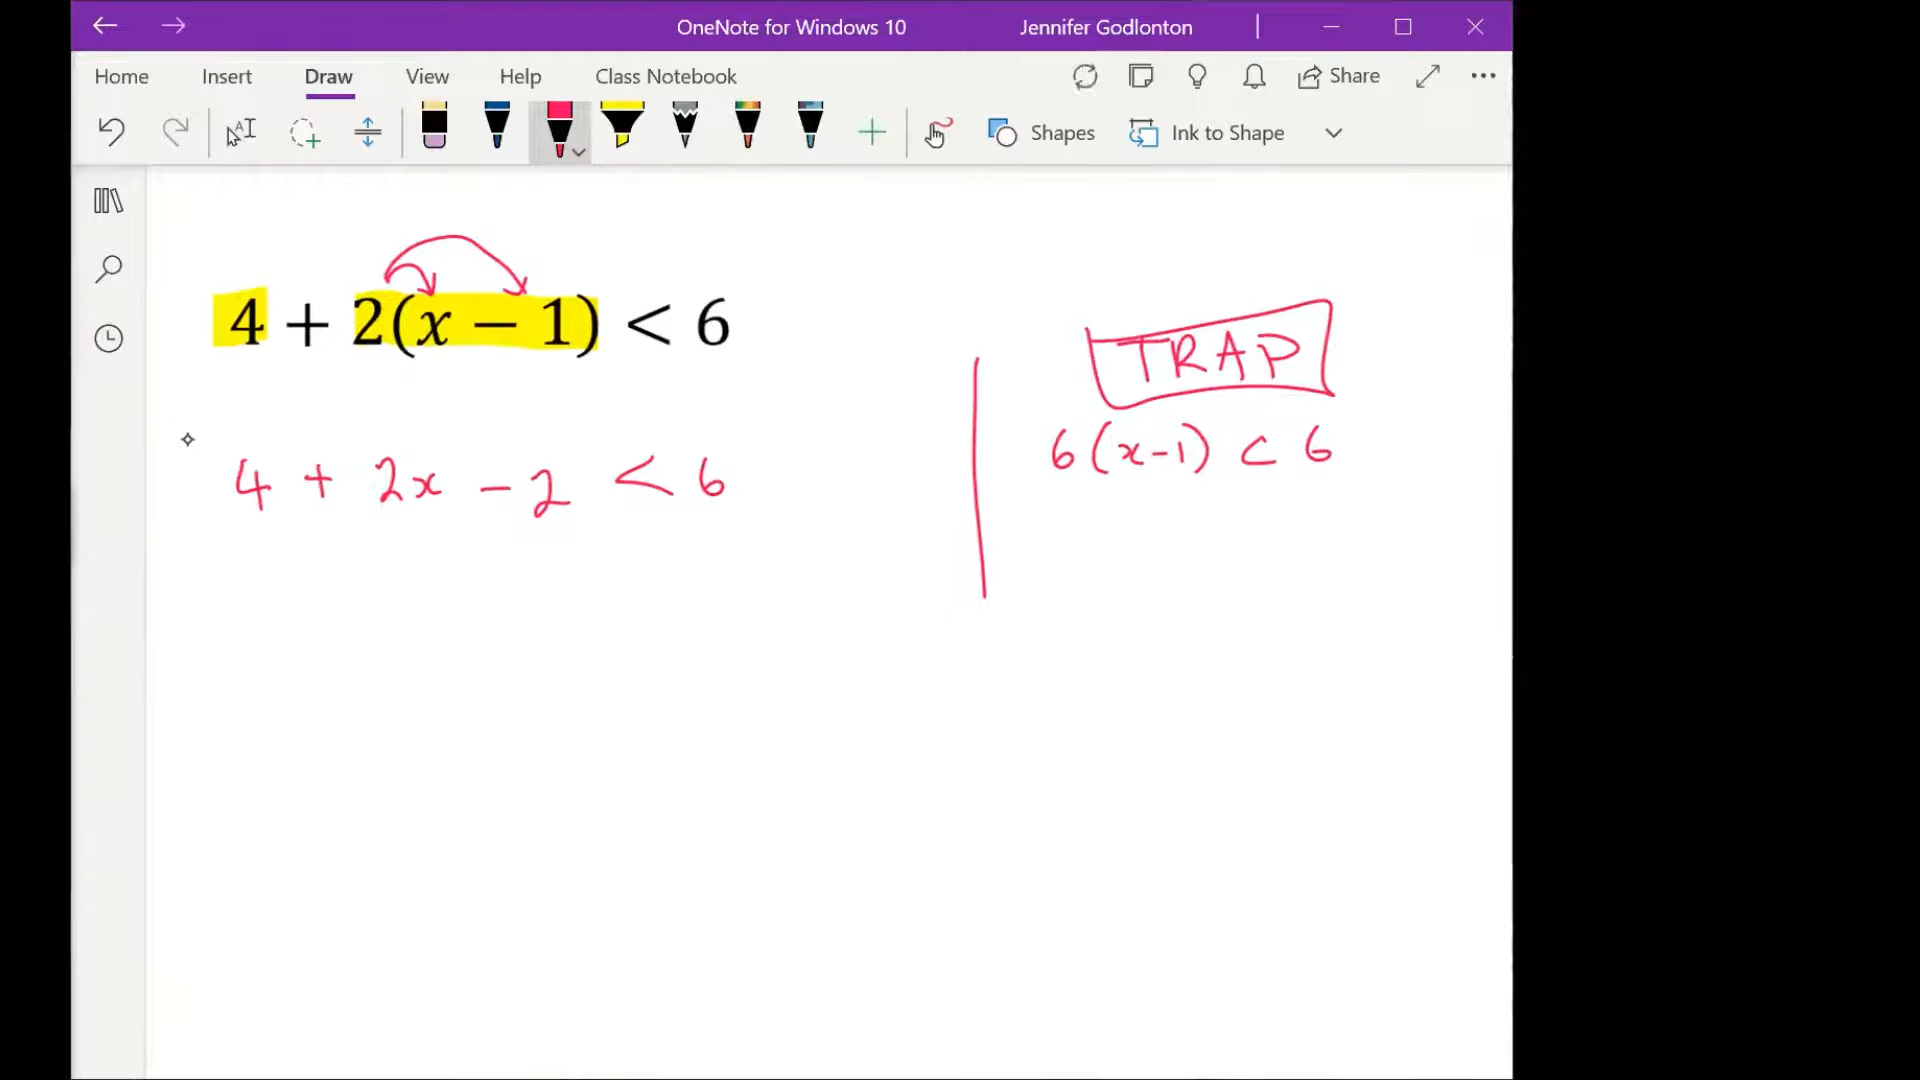 OneNote for Windows 10 Jennifer Godlonton
Home Insert Draw View Help Class Notebook Share
Shapes Ink to Shape
4 + 2(x − 1) < 6
TRAP
6(x-1) < 6
4 + 2x - 2 < 6